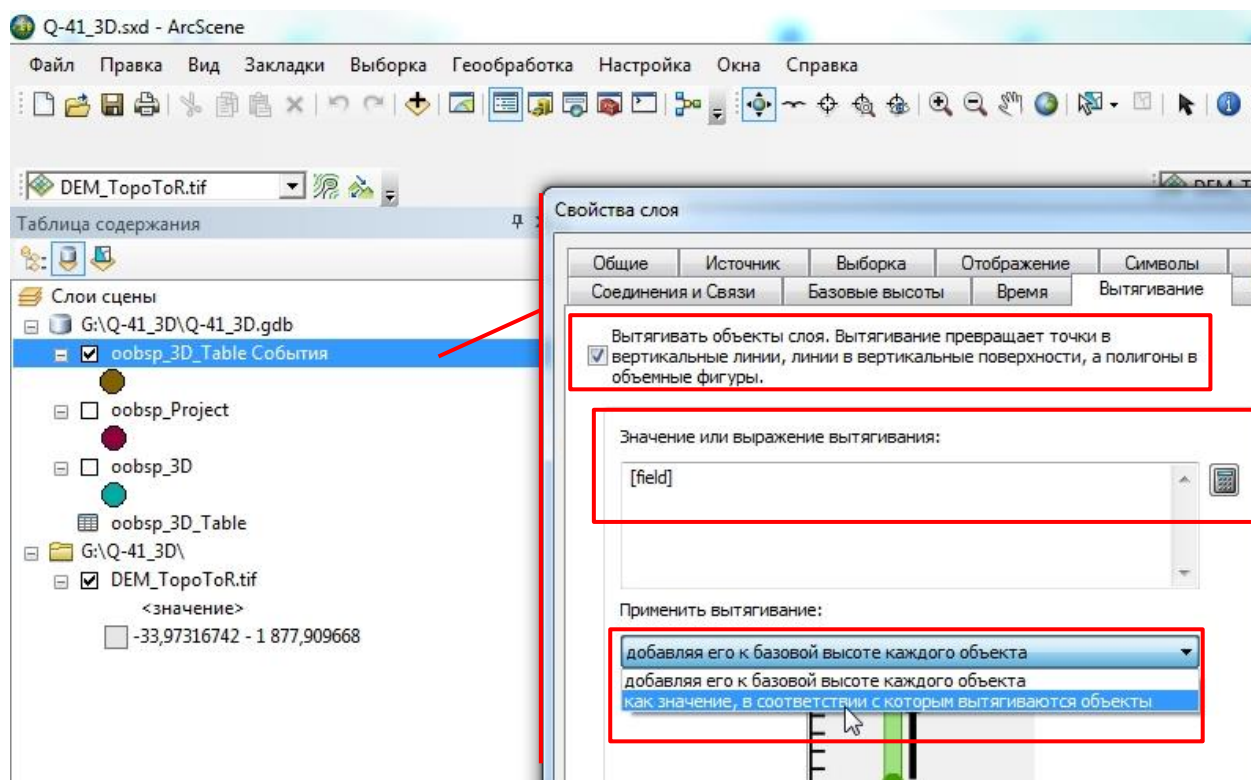 Q-41_3D.sxd - ArcScene
Файл Правка Вид Закладки Выборка Геообработка Настройка Окна Справка
DEM_TopoToR.tif
Таблица содержания
Слои сцены
G:\Q-41_3D\Q-41_3D.gdb
oobsp_3D_Table События
oobsp_Project
oobsp_3D
oobsp_3D_Table
G:\Q-41_3D\
DEM_TopoToR.tif
<значение>
-33,97316742 - 1 877,909668
Свойства слоя
Общие Источник Выборка Отображение Символы
Соединения и Связи Базовые высоты Время Вытягивание
Вытягивать объекты слоя. Вытягивание превращает точки в
вертикальные линии, линии в вертикальные поверхности, а полигоны в
объемные фигуры.
Значение или выражение вытягивания:
[field]
Применить вытягивание:
добавляя его к базовой высоте каждого объекта
добавляя его к базовой высоте каждого объекта
как значение, в соответствии с которым вытягиваются объекты